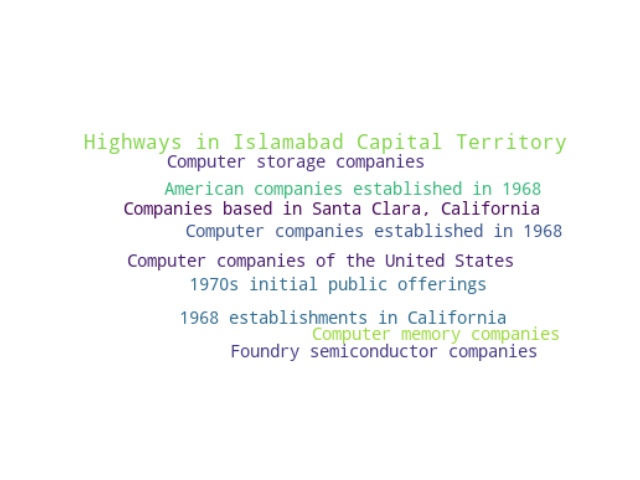 Highways in Islamabad Capital Territory
Computer storage companies
American companies established in 1968
Companies based in Santa Clara, California
Computer companies established in 1968
Computer companies of the United States
1970s initial public offerings
1968 establishments in California
Computer memory companies
Foundry semiconductor companies